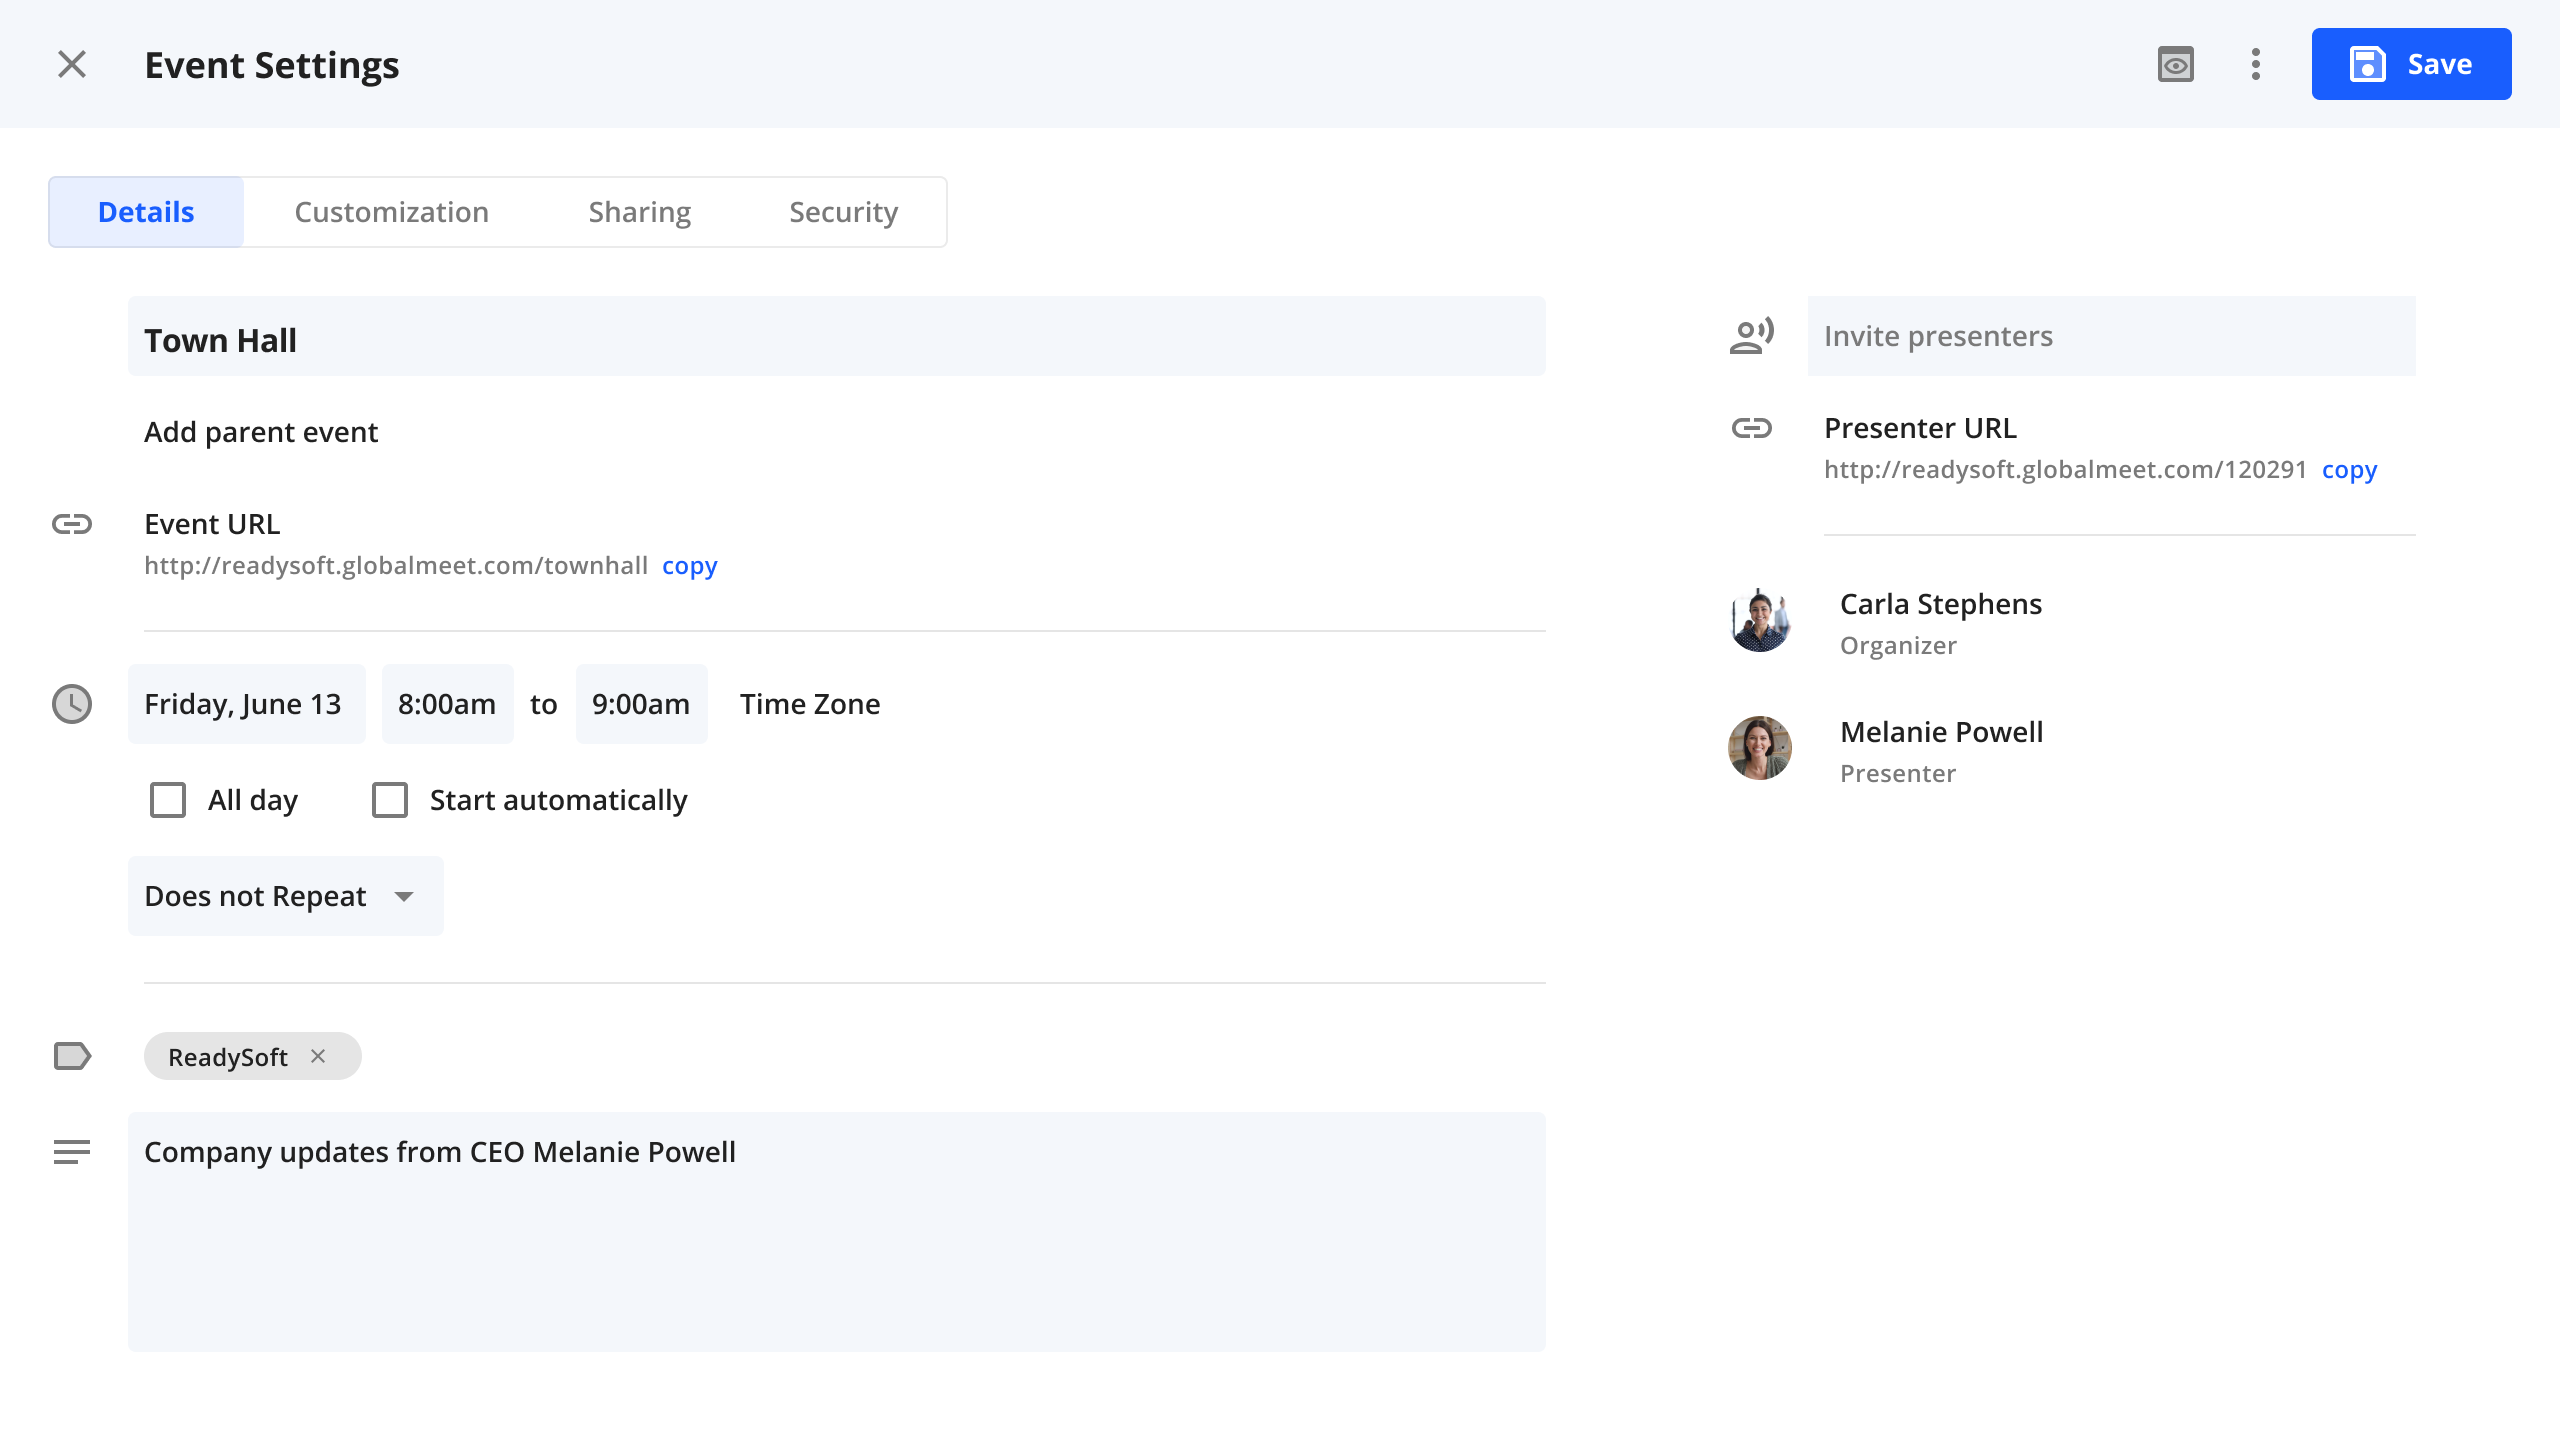 Event Settings
Save
Details Customization Sharing Security
Town Hall
Add parent event
Event URL
http://readysoft.globalmeet.com/townhall copy
Friday, June 13 8:00am to 9:00am Time Zone
All day Start automatically
Does not Repeat
ReadySoft
Company updates from CEO Melanie Powell
Invite presenters
Presenter URL
http://readysoft.globalmeet.com/120291 copy
Carla Stephens
Organizer
Melanie Powell
Presenter